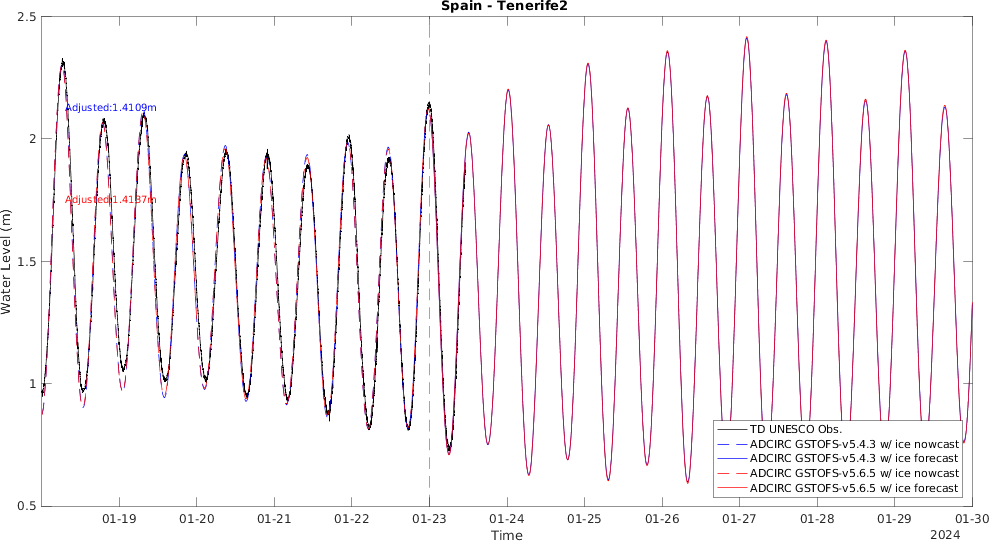 Spain - Tenerife2
2.5
2
1.5
1
0.5
Water Level (m)
Adjusted:1.4109m
Adjusted:1.4137m
TD UNESCO Obs.
ADCIRC GSTOFS-v5.4.3 w/ ice nowcast
ADCIRC GSTOFS-v5.4.3 w/ ice forecast
ADCIRC GSTOFS-v5.6.5 w/ ice nowcast
ADCIRC GSTOFS-v5.6.5 w/ ice forecast
01-19 01-20 01-21 01-22 01-23 01-24 01-25 01-26 01-27 01-28 01-29 01-30
Time
2024